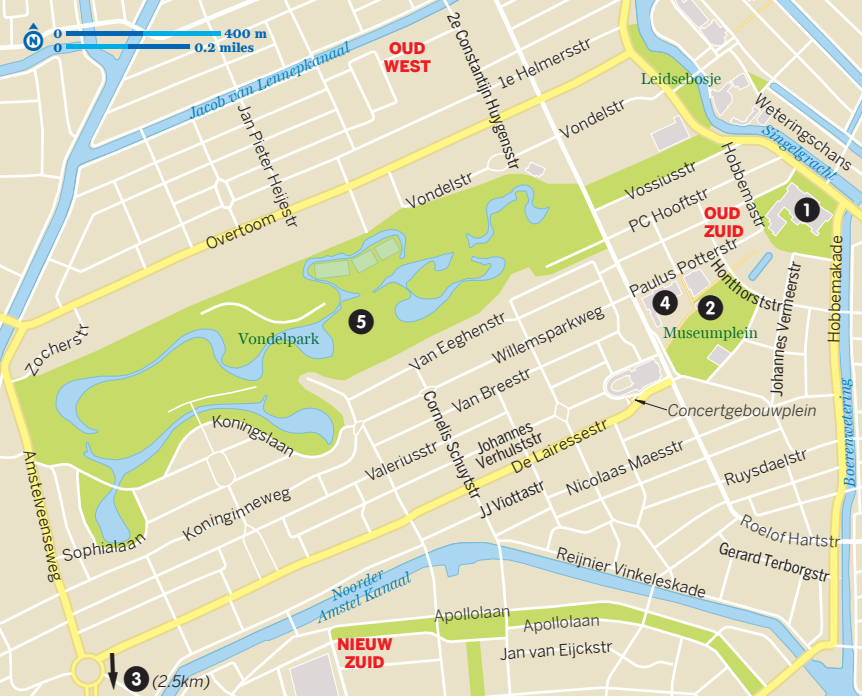 0 400 m
N
0 0.2 miles
OUD
WEST
Jacob van Lennepkanaal
2e Constantijn Huygensstr
1e Helmersstr
Leidsebosje
Weteringschans
Singelgracht
Vondelstr
Jan Pieter Heijestr
Hobbemastr
Vossiusstr
Vondelstr
PC Hooftstr
OUD
ZUID
1
Overtoom
Paulus Potterstr
Honthorststr
Hobbemakade
Johannes Vermeerstr
4
2
Museumplein
5
Vondelpark
Zocherstr
Van Eeghenstr
Willemsparkweg
Van Breestr
Concertgebouwplein
Cornelis Schuytstr
Koningslaan
Johannes
Verhulststr
De Lairessestr
Boerenwetering
Valeriusstr
Nicolaas Maesstr
Ruysdaelstr
Amstelveenseweg
Koninginneweg
JJ Viottastr
Roelof Hartstr
Sophialaan
Gerard Terborgstr
Reijnier Vinkeleskade
Noorder
Amstel Kanaal
Apollolaan
Apollolaan
NIEUW
ZUID
Jan van Eijckstr
3 (2.5km)